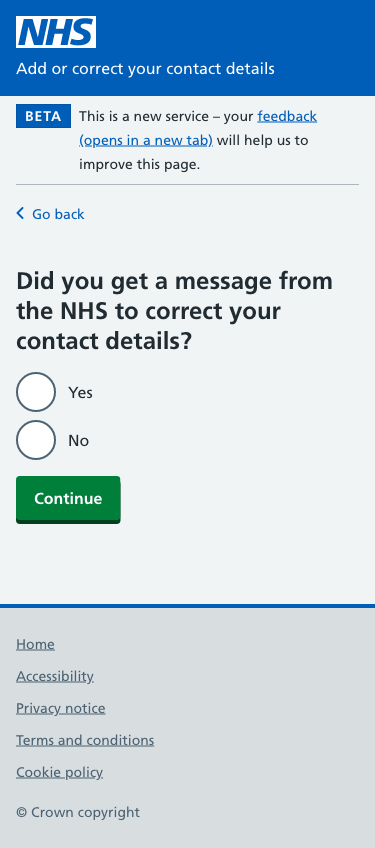 NHS
Add or correct your contact details
BETA
This is a new service – your feedback
(opens in a new tab) will help us to
improve this page.
Go back
Did you get a message from
the NHS to correct your
contact details?
Yes
No
Continue
Home
Accessibility
Privacy notice
Terms and conditions
Cookie policy
© Crown copyright